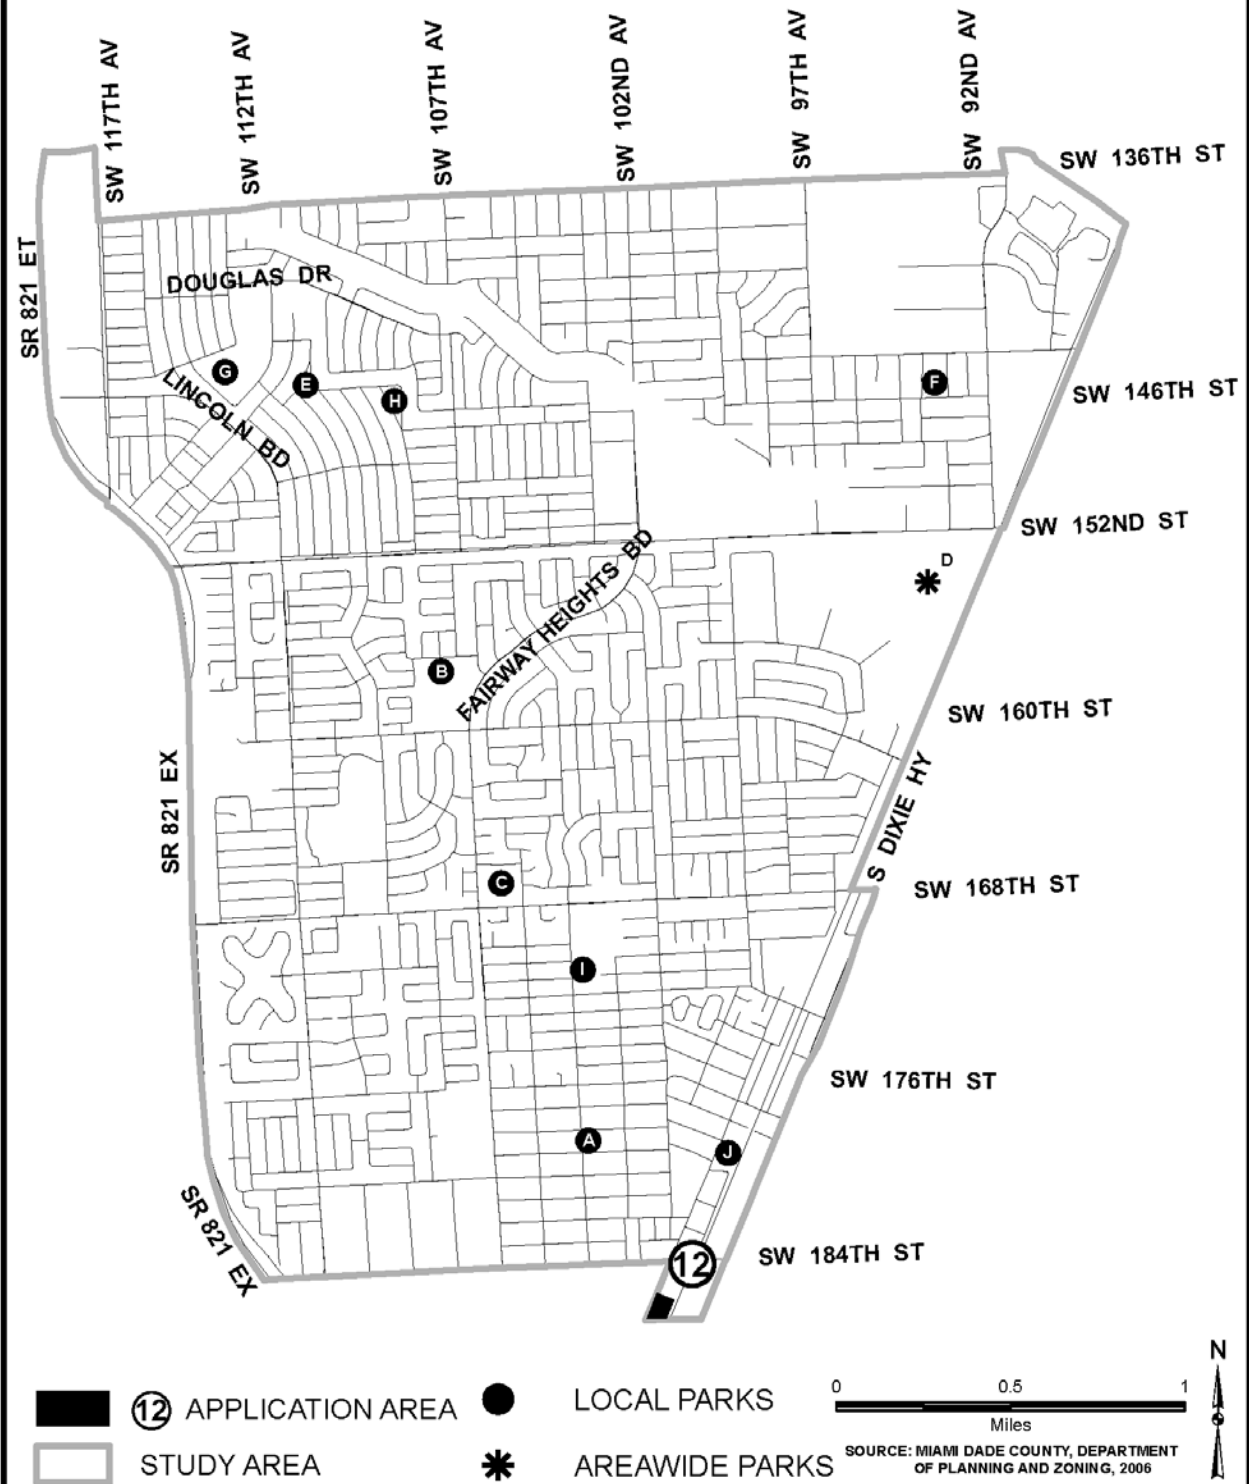 SW 117TH AV
SW 112TH AV
SW 107TH AV
SW 102ND AV
SW 97TH AV
SW 92ND AV
SW 136TH ST
SR 821 ET
DOUGLAS DR
G
E
H
F
LINCOLN BD
SW 146TH ST
SW 152ND ST
D
FAIRWAY HEIGHTS BD
B
SW 160TH ST
SR 821 EX
S DIXIE HY
C
SW 168TH ST
I
SW 176TH ST
A
J
SR 821 EX
12
SW 184TH ST
N
12 APPLICATION AREA
LOCAL PARKS
0 0.5 1
Miles
STUDY AREA
AREAWIDE PARKS
SOURCE: MIAMI DADE COUNTY, DEPARTMENT
OF PLANNING AND ZONING, 2006